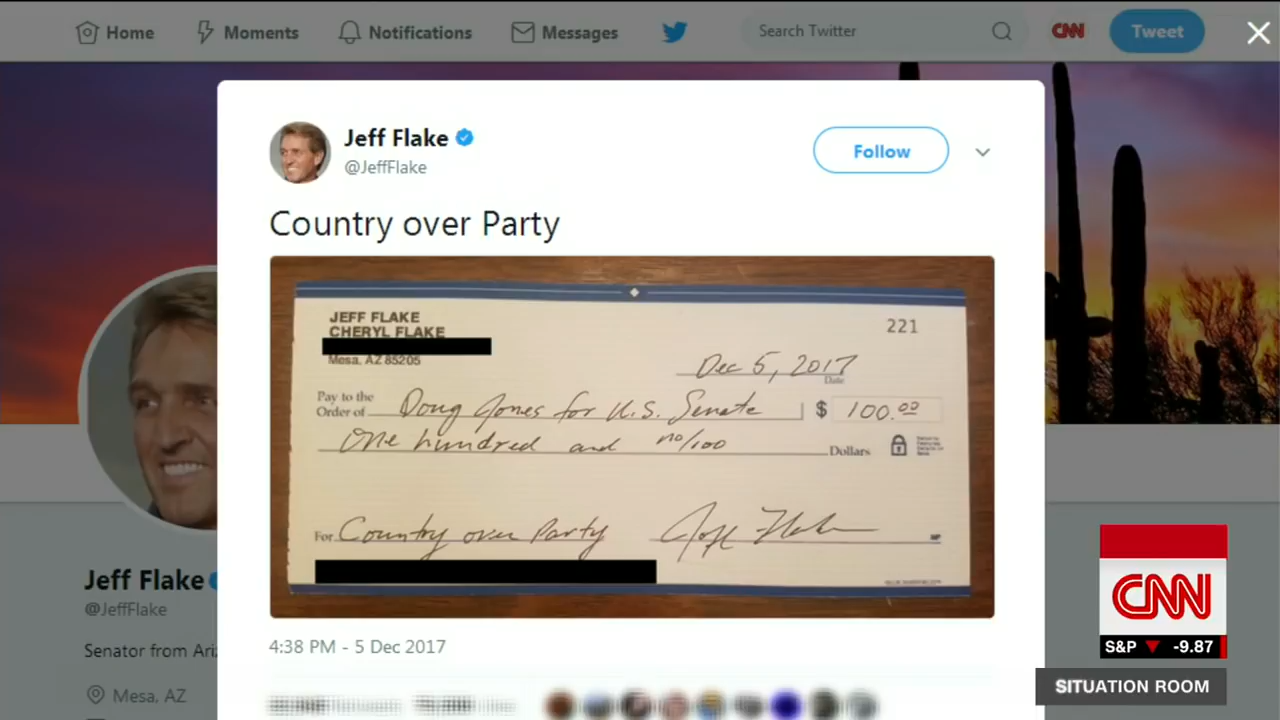 Home Moments Notifications Messages Search Twitter CNN Tweet
Jeff Flake
@JeffFlake
Follow
Country over Party
JEFF FLAKE
CHERYL FLAKE
221
Mesa, AZ 85205
Dec 5, 2017
Date
Pay to the
Order of Doug Jones for U.S. Senate $ 100.00
One hundred and no/100 Dollars
For Country over Party Jeff Flake
MP
4:38 PM - 5 Dec 2017
Jeff Flake
@JeffFlake
Senator from Ari
Mesa, AZ
CNN
S&P -9.87
SITUATION ROOM